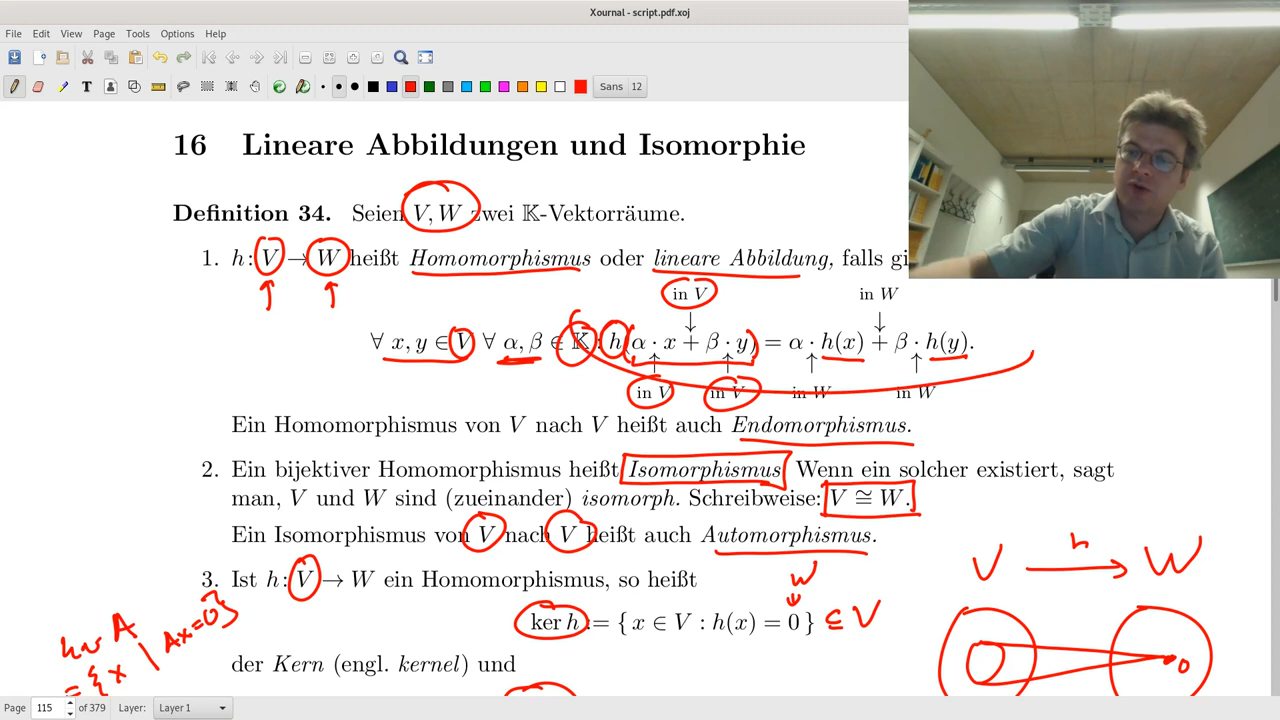 Xournal - script.pdf.xoj
File Edit View Page Tools Options Help
T Sans 12
16 Lineare Abbildungen und Isomorphie
Definition 34. Seien V, W zwei 𝕂-Vektorräume.
1. h: V → W heißt Homomorphismus oder lineare Abbildung, falls
in V in W
↓ ↓
∀ x, y ∈ V ∀ α, β ∈ 𝕂: h(α · x + β · y) = α · h(x) + β · h(y).
↑ ↑ ↑ ↑
in V in V in W in W
Ein Homomorphismus von V nach V heißt auch Endomorphismus.
2. Ein bijektiver Homomorphismus heißt Isomorphismus. Wenn ein solcher existiert, sagt
man, V und W sind (zueinander) isomorph. Schreibweise: V ≅ W.
Ein Isomorphismus von V nach V heißt auch Automorphismus.
V h→ W
3. Ist h: V → W ein Homomorphismus, so heißt
W
ker h := { x ∈ V : h(x) = 0 } ⊆ V
ker A
= {x | Ax=0}
0
der Kern (engl. kernel) und
Page 115 of 379 Layer: Layer 1